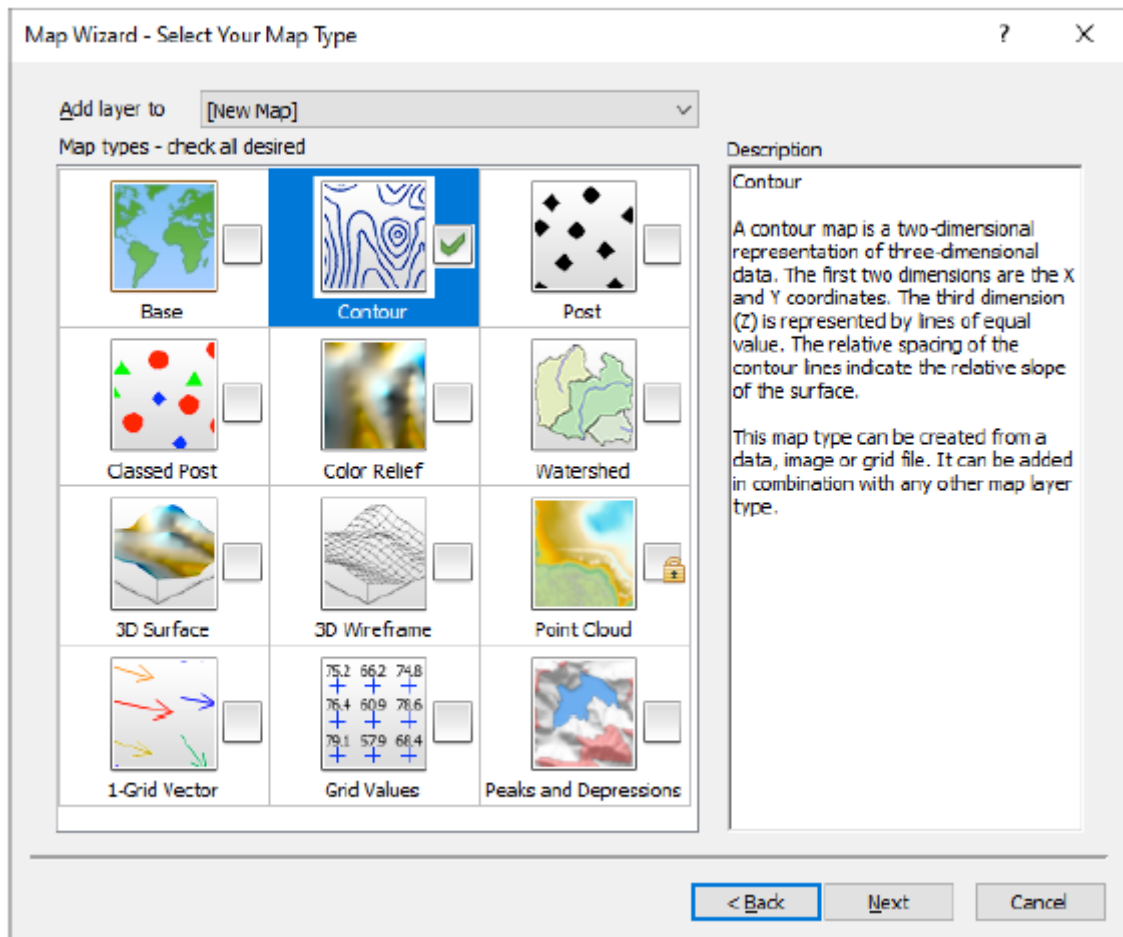 Map Wizard - Select Your Map Type
?
Add layer to [New Map]
Map types - check all desired
Base
Contour
Post
Classed Post
Color Relief
Watershed
3D Surface
3D Wireframe
Point Cloud
75.2 66.2 74.8
76.4 60.9 78.6
79.1 57.9 68.4
1-Grid Vector
Grid Values
Peaks and Depressions
Description
Contour
A contour map is a two-dimensional
representation of three-dimensional
data. The first two dimensions are the X
and Y coordinates. The third dimension
(Z) is represented by lines of equal
value. The relative spacing of the
contour lines indicate the relative slope
of the surface.
This map type can be created from a
data, image or grid file. It can be added
in combination with any other map layer
type.
< Back
Next
Cancel